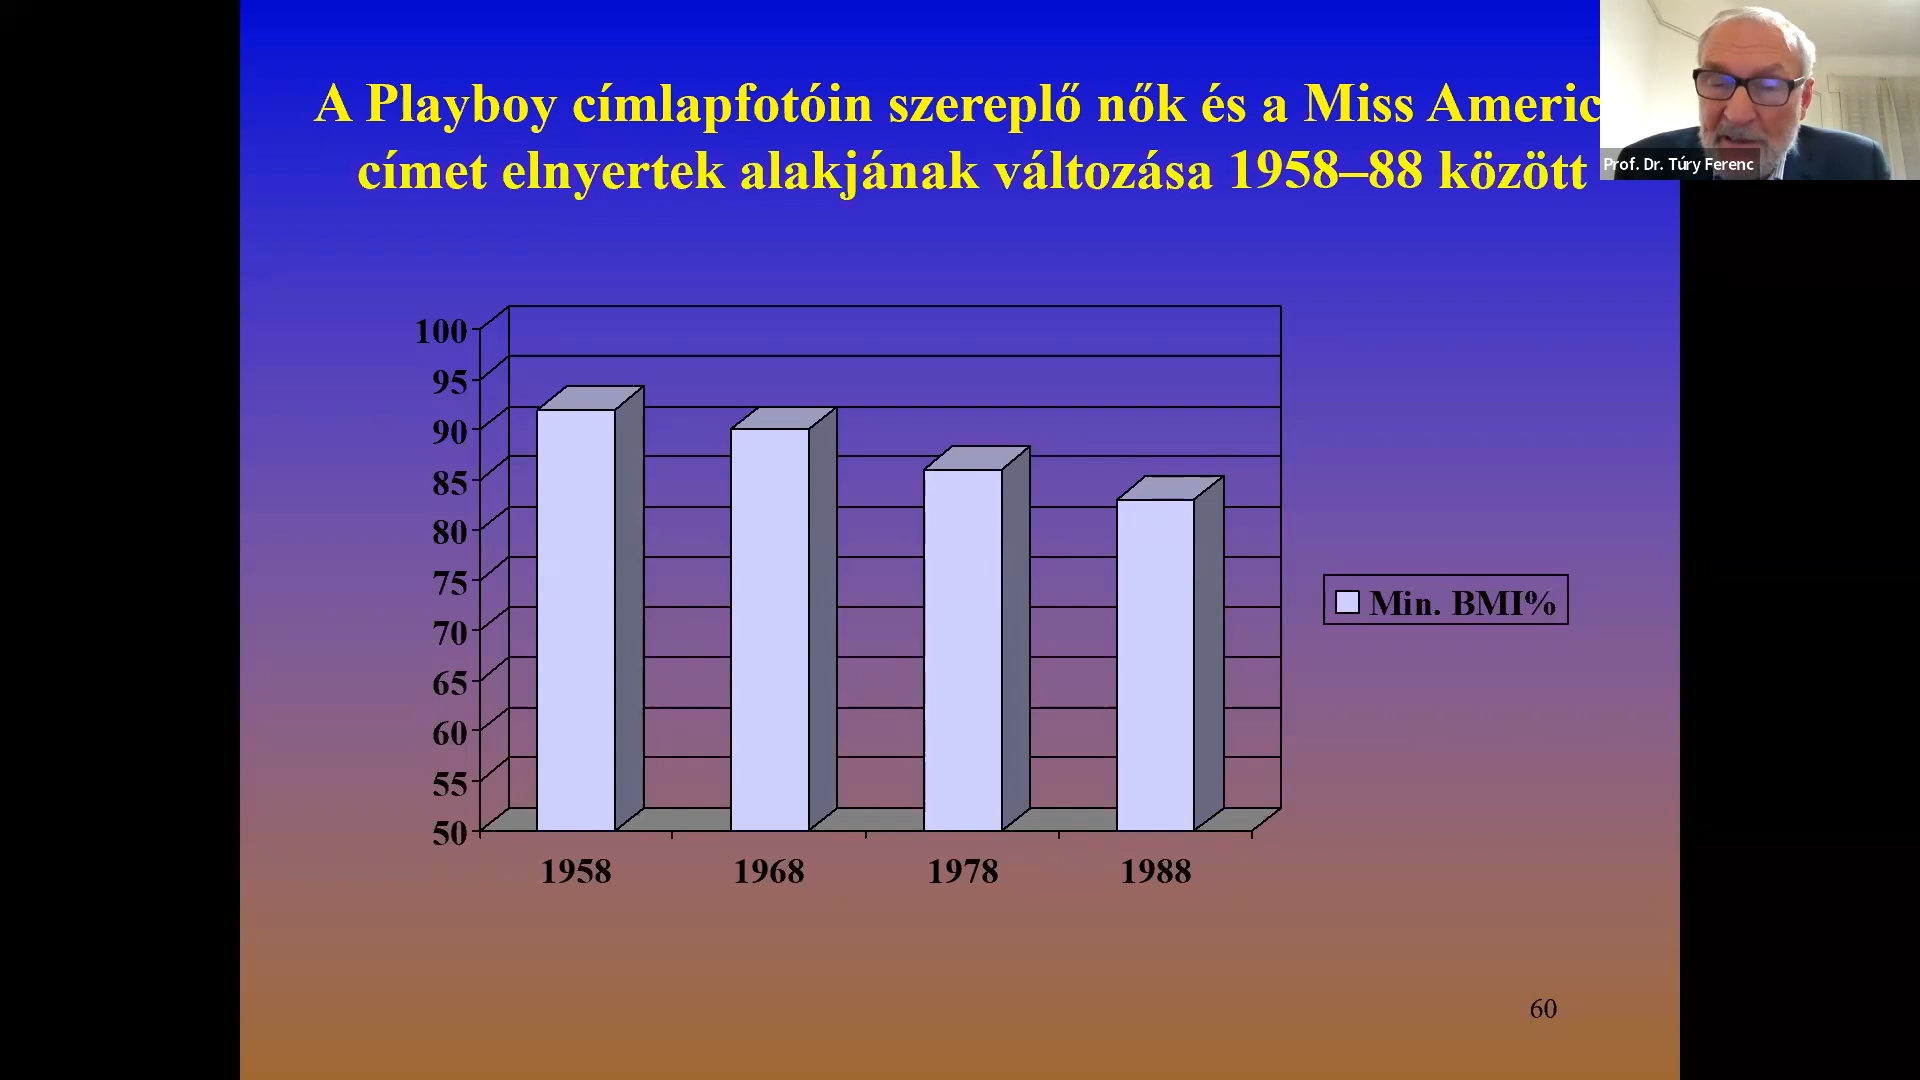 A Playboy címlapfotóin szereplő nők és a Miss Americ
címet elnyertek alakjának változása 1958–88 között
Prof. Dr. Túry Ferenc
100
95
90
85
80
75
70
65
60
55
50
1958 1968 1978 1988
Min. BMI%
60